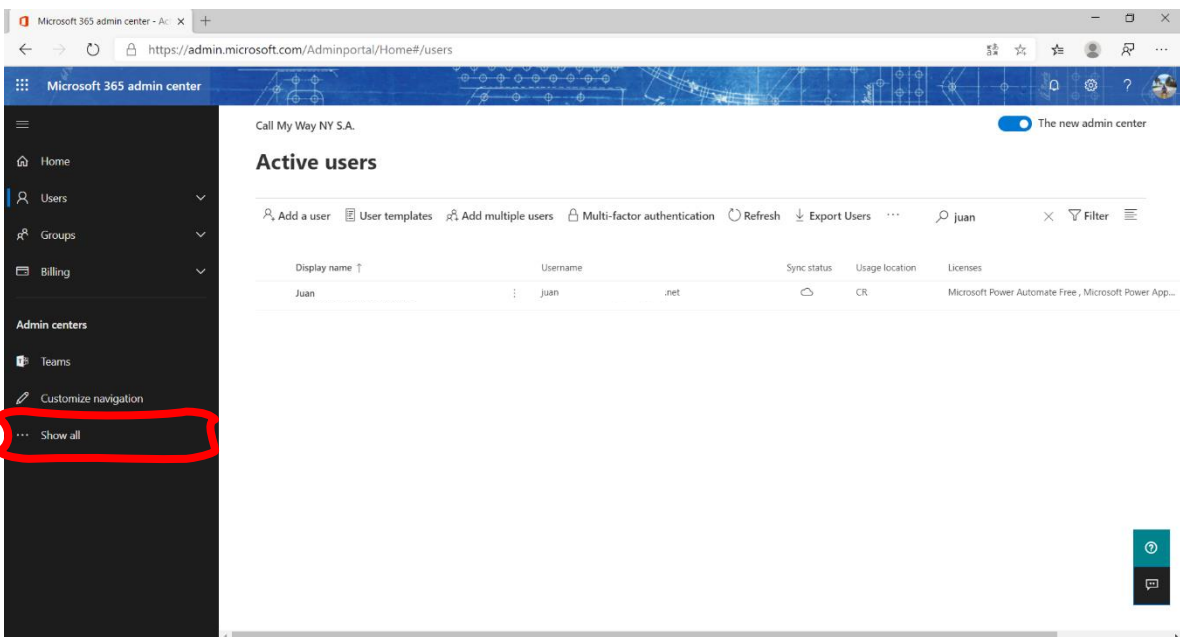 Microsoft 365 admin center - Ac
https://admin.microsoft.com/Adminportal/Home#/users
Microsoft 365 admin center
?
Call My Way NY S.A.
The new admin center
Home
Active users
Users
Add a user User templates Add multiple users Multi-factor authentication Refresh Export Users ... juan Filter
Groups
Billing
Display name ↑ Username Sync status Usage location Licenses
Juan juan .net CR Microsoft Power Automate Free , Microsoft Power App...
Admin centers
Teams
Customize navigation
... Show all